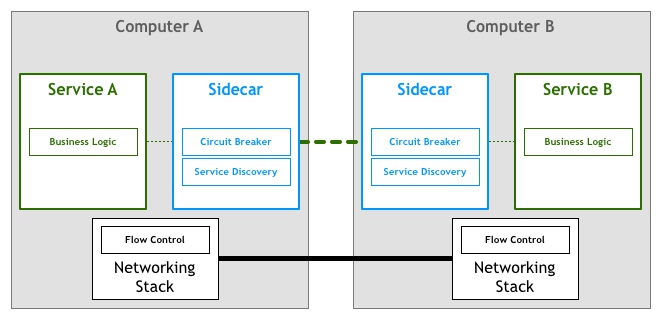 Computer A
Computer B
Service A
Sidecar
Sidecar
Service B
Business Logic
Circuit Breaker
Circuit Breaker
Business Logic
Service Discovery
Service Discovery
Flow Control
Flow Control
Networking
Stack
Networking
Stack